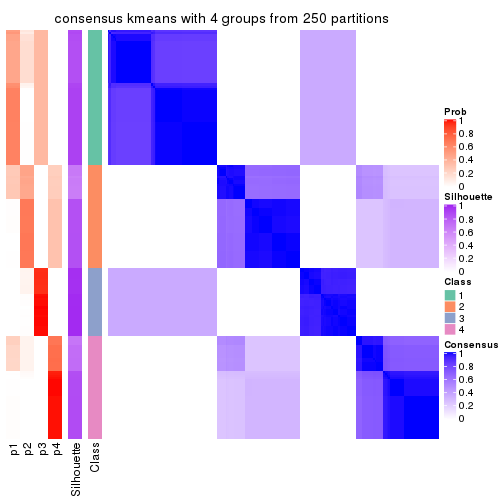 consensus kmeans with 4 groups from 250 partitions
Prob
1
0.8
0.6
0.4
0.2
0
Silhouette
1
0.8
0.6
0.4
0.2
0
Class
1
2
3
4
Consensus
1
0.8
0.6
0.4
0.2
0
p1
p2
p3
p4
Silhouette
Class